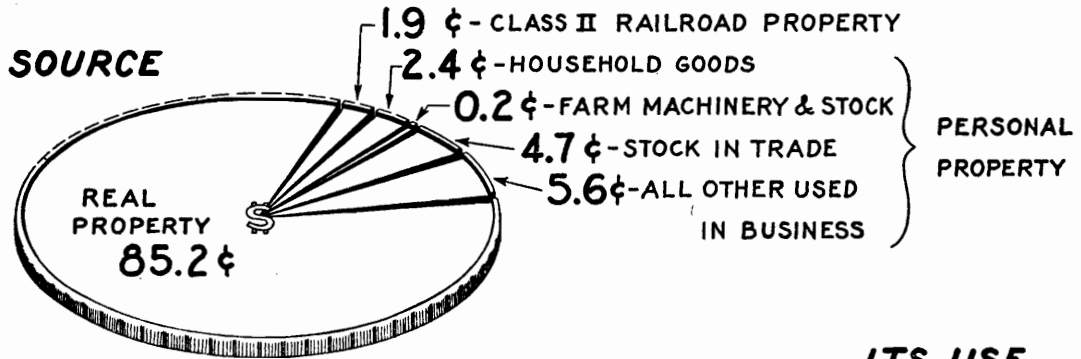 SOURCE
1.9 ¢ - CLASS II RAILROAD PROPERTY
2.4 ¢ - HOUSEHOLD GOODS
0.2 ¢ - FARM MACHINERY & STOCK
4.7 ¢ - STOCK IN TRADE
5.6¢ - ALL OTHER USED
IN BUSINESS
PERSONAL
PROPERTY
REAL
PROPERTY
85.2¢
$
ITS USE